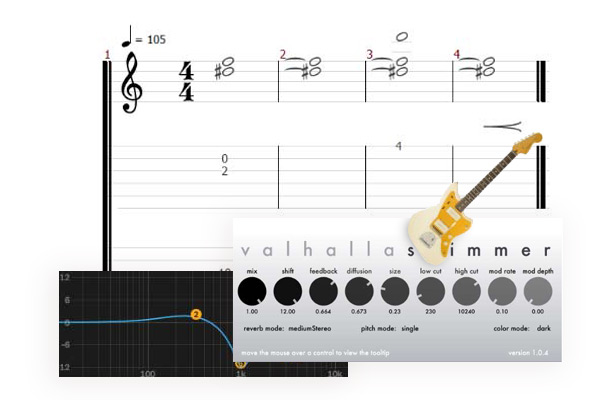 = 105
1 2 3 4
4
4
4
0
2
valhalla shimmer
mix shift feedback diffusion size low cut high cut mod rate mod depth
1.00 12.00 0.664 0.673 0.23 230 10240 0.10 0.00
reverb mode: mediumStereo pitch mode: single color mode: dark
move the mouse over a control to view the tooltip version 1.0.4
12
6
2
0
-6
12
100 1k 10k